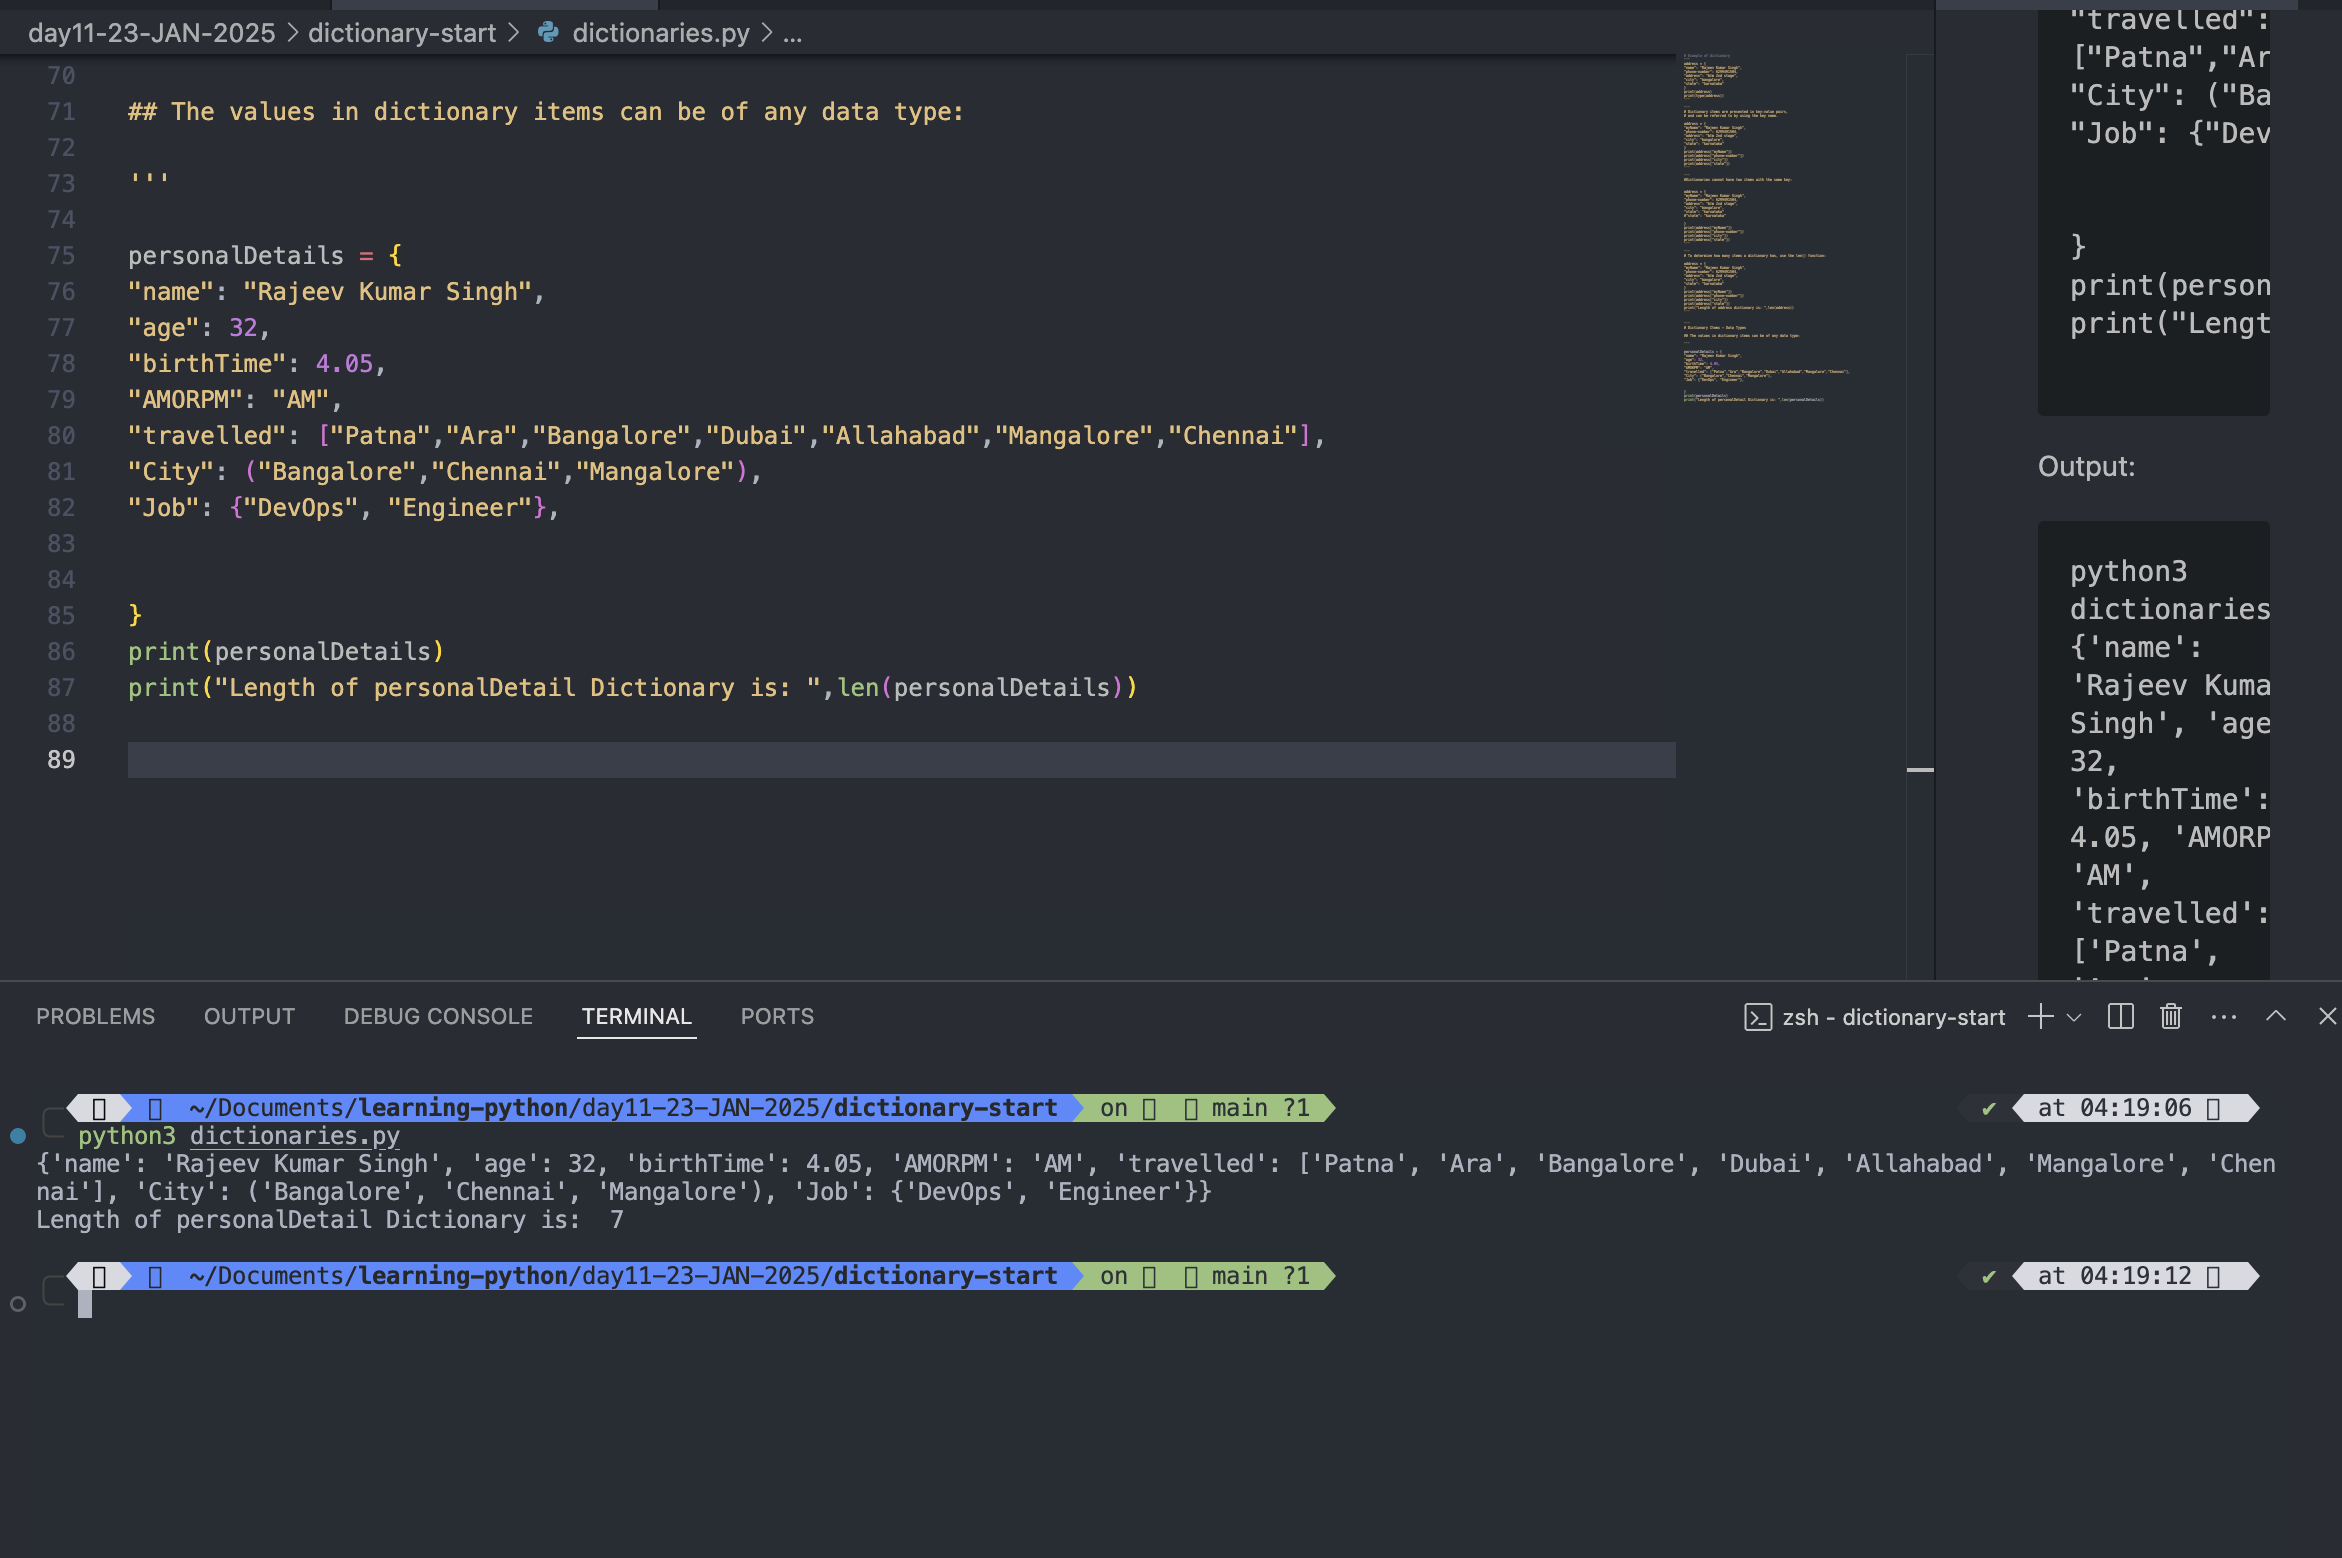 day11-23-JAN-2025 > dictionary-start > dictionaries.py > ...
70
71 ## The values in dictionary items can be of any data type:
72
73 '''
74
75 personalDetails = {
76 "name": "Rajeev Kumar Singh",
77 "age": 32,
78 "birthTime": 4.05,
79 "AMORPM": "AM",
80 "travelled": ["Patna","Ara","Bangalore","Dubai","Allahabad","Mangalore","Chennai"],
81 "City": ("Bangalore","Chennai","Mangalore"),
82 "Job": {"DevOps", "Engineer"},
83
84
85 }
86 print(personalDetails)
87 print("Length of personalDetail Dictionary is: ",len(personalDetails))
88
89
"travelled":
["Patna","Ar
"City": ("Ba
"Job": {"Dev
}
print(person
print("Lengt
Output:
python3
dictionaries
{'name':
'Rajeev Kuma
Singh', 'age
32,
'birthTime':
4.05, 'AMORP
'AM',
'travelled':
['Patna',
PROBLEMS OUTPUT DEBUG CONSOLE TERMINAL PORTS zsh - dictionary-start
~/Documents/learning-python/day11-23-JAN-2025/dictionary-start on main ?1 ✔ at 04:19:06
python3 dictionaries.py
{'name': 'Rajeev Kumar Singh', 'age': 32, 'birthTime': 4.05, 'AMORPM': 'AM', 'travelled': ['Patna', 'Ara', 'Bangalore', 'Dubai', 'Allahabad', 'Mangalore', 'Chen
nai'], 'City': ('Bangalore', 'Chennai', 'Mangalore'), 'Job': {'DevOps', 'Engineer'}}
Length of personalDetail Dictionary is:  7
~/Documents/learning-python/day11-23-JAN-2025/dictionary-start on main ?1 ✔ at 04:19:12